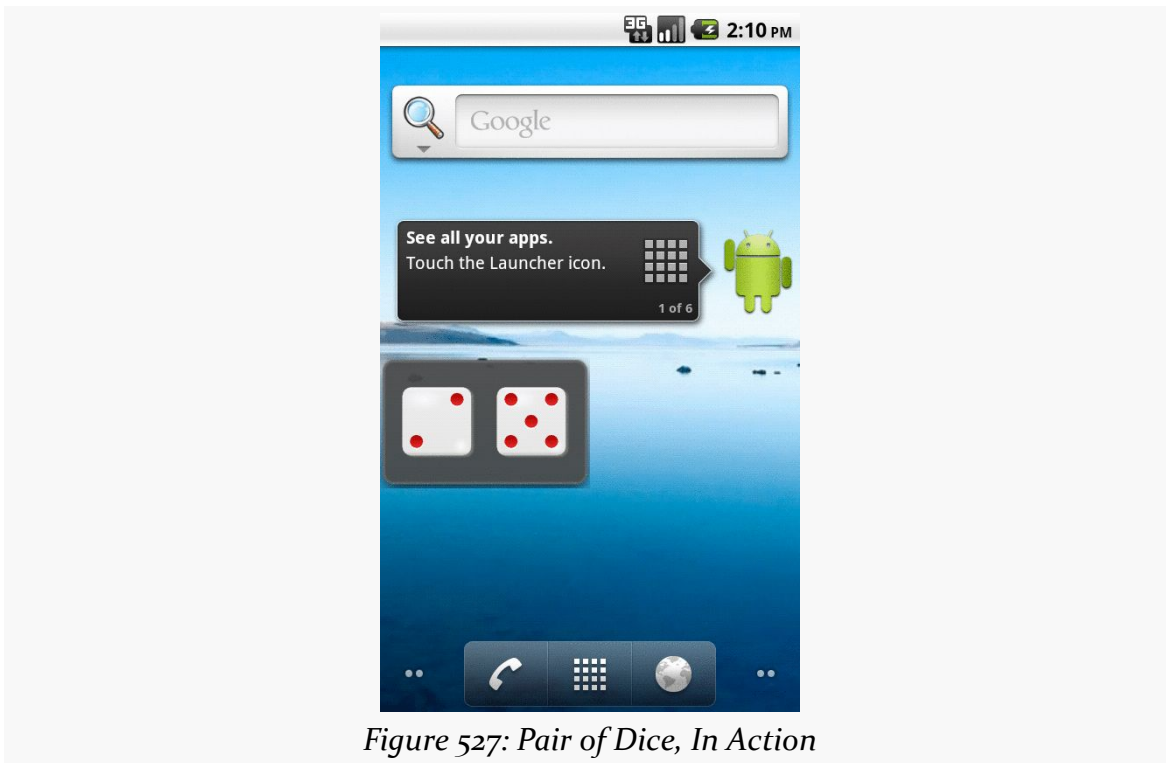 3G
2:10 PM
Google
See all your apps.
Touch the Launcher icon.
1 of 6
Figure 527: Pair of Dice, In Action